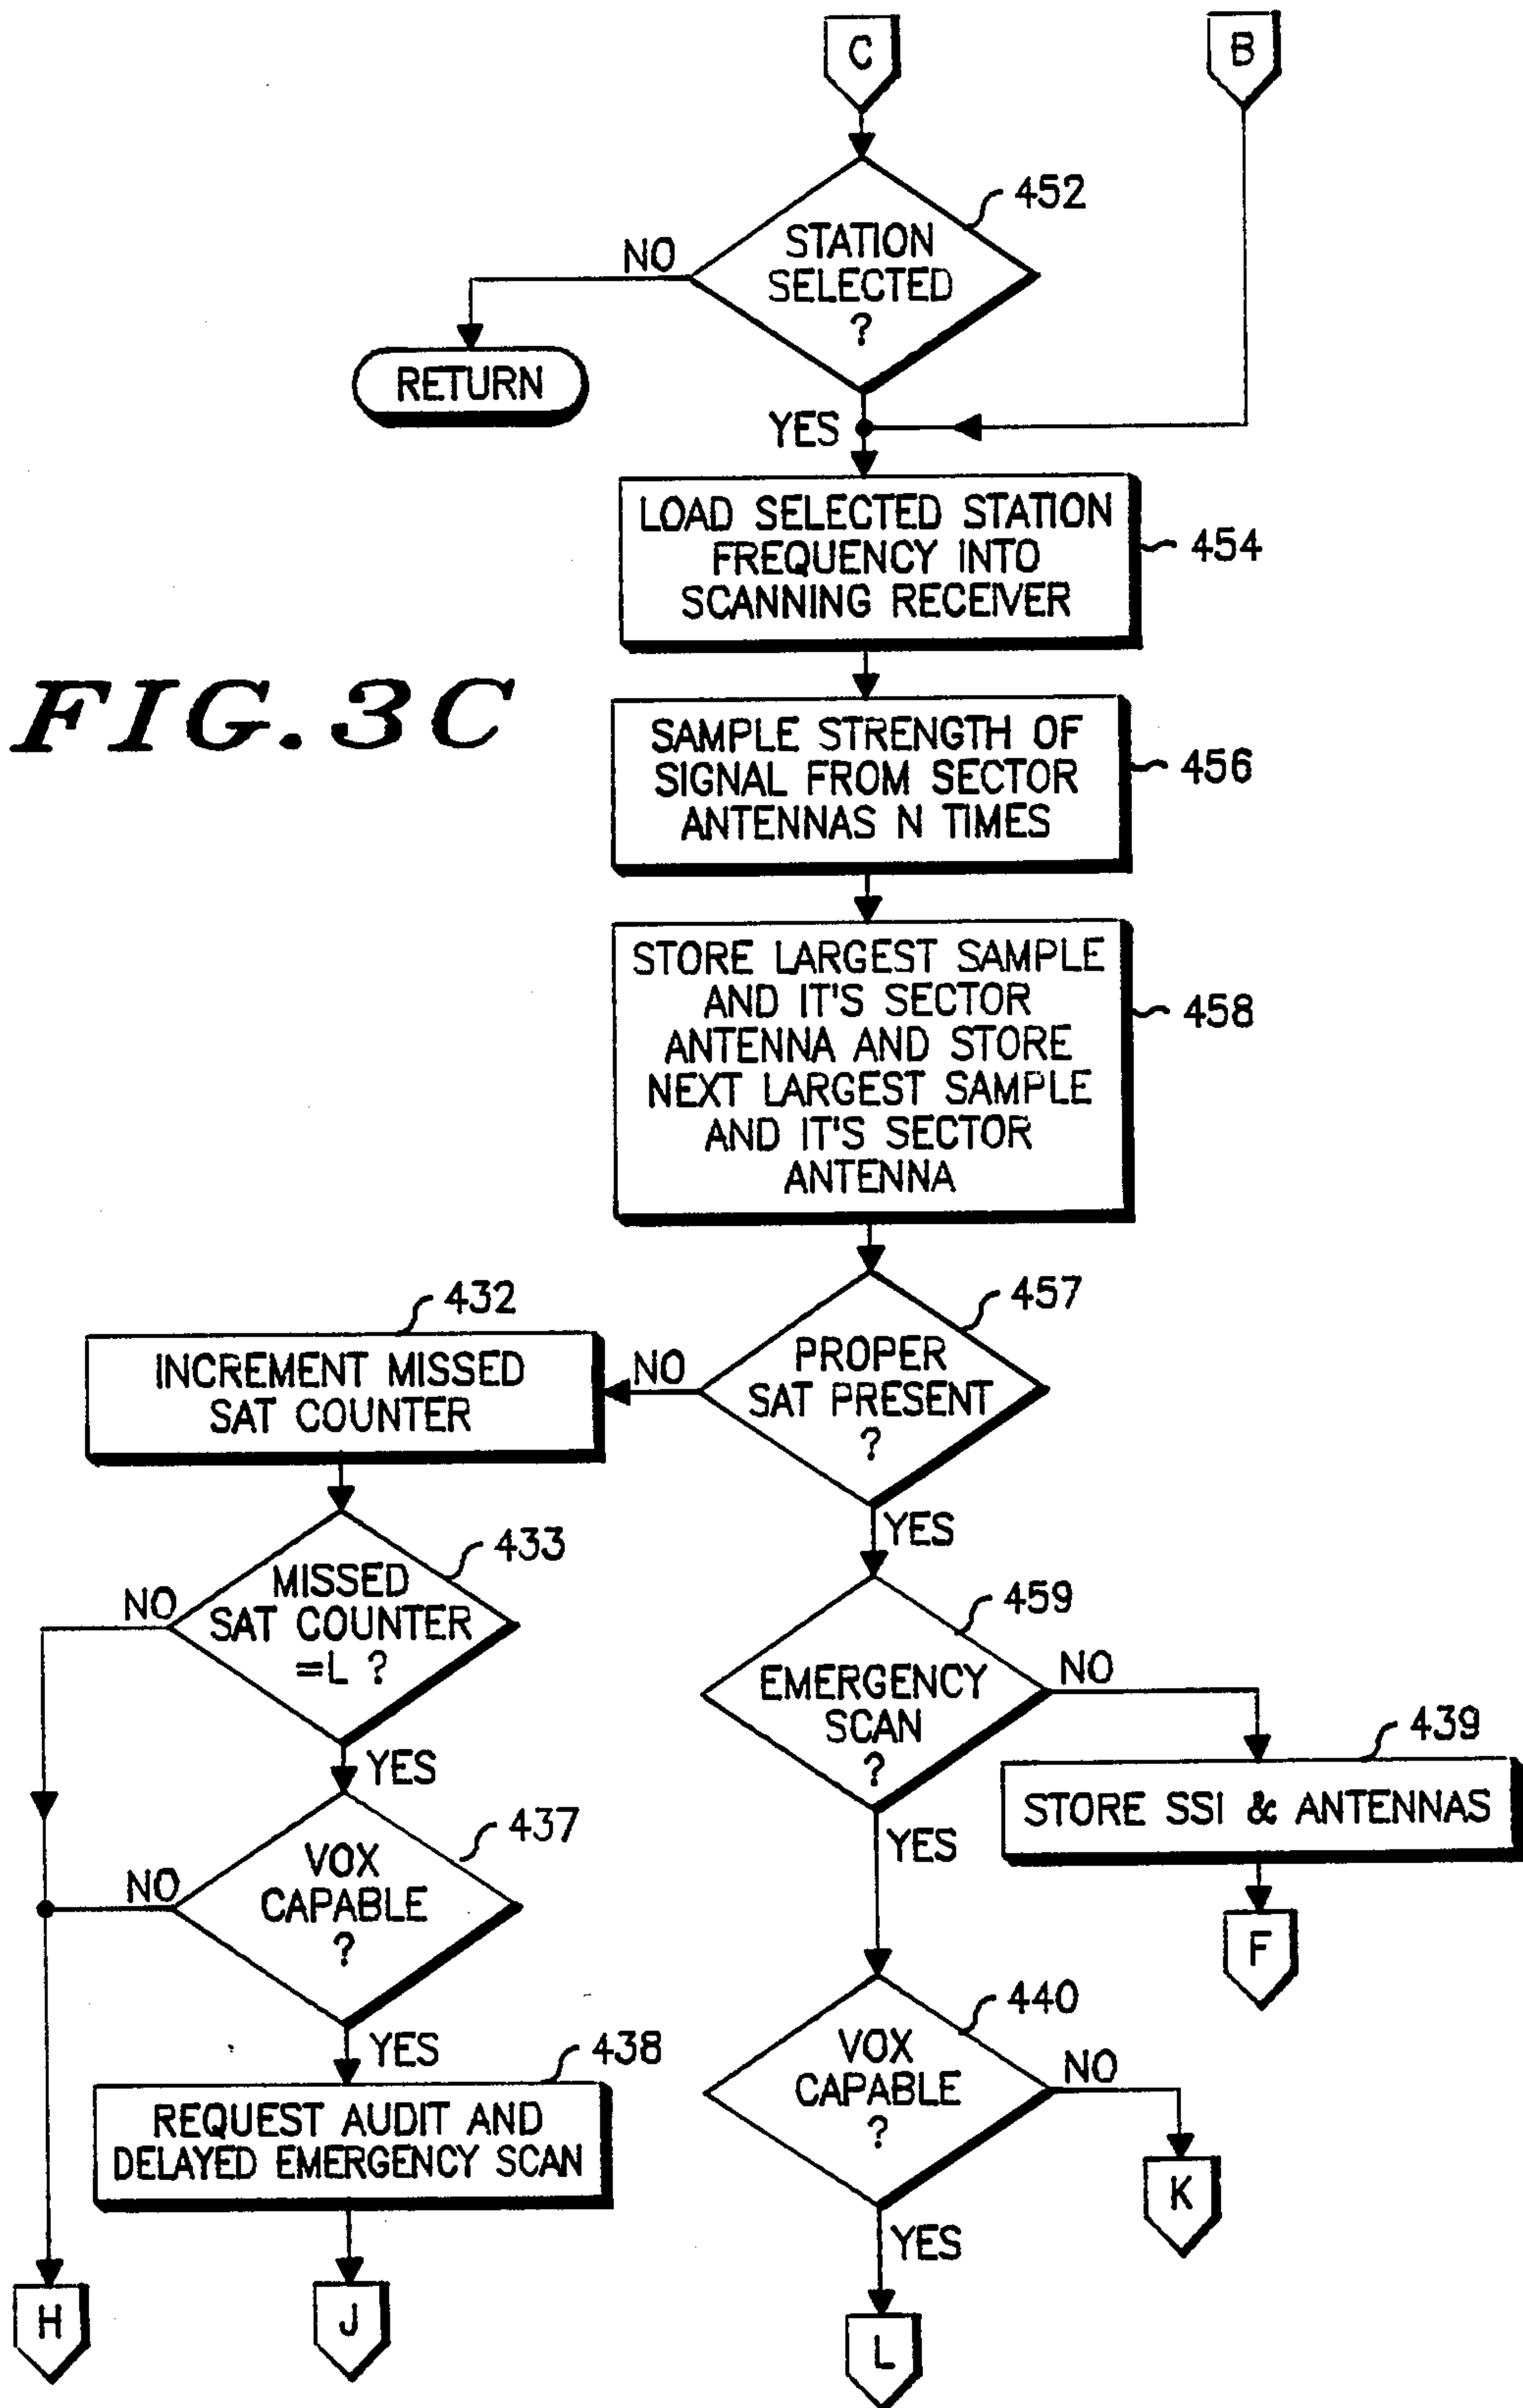 C
B
452
STATION
SELECTED
?
NO
RETURN
YES
LOAD SELECTED STATION
FREQUENCY INTO
SCANNING RECEIVER
454
FIG. 3C
SAMPLE STRENGTH OF
SIGNAL FROM SECTOR
ANTENNAS N TIMES
456
STORE LARGEST SAMPLE
AND IT'S SECTOR
ANTENNA AND STORE
NEXT LARGEST SAMPLE
AND IT'S SECTOR
ANTENNA
458
432
INCREMENT MISSED
SAT COUNTER
NO
457
PROPER
SAT PRESENT
?
YES
433
MISSED
SAT COUNTER
=L ?
NO
YES
459
EMERGENCY
SCAN
?
NO
YES
439
STORE SSI & ANTENNAS
F
437
VOX
CAPABLE
?
NO
YES
440
VOX
CAPABLE
?
NO
K
YES
438
REQUEST AUDIT AND
DELAYED EMERGENCY SCAN
H
J
L